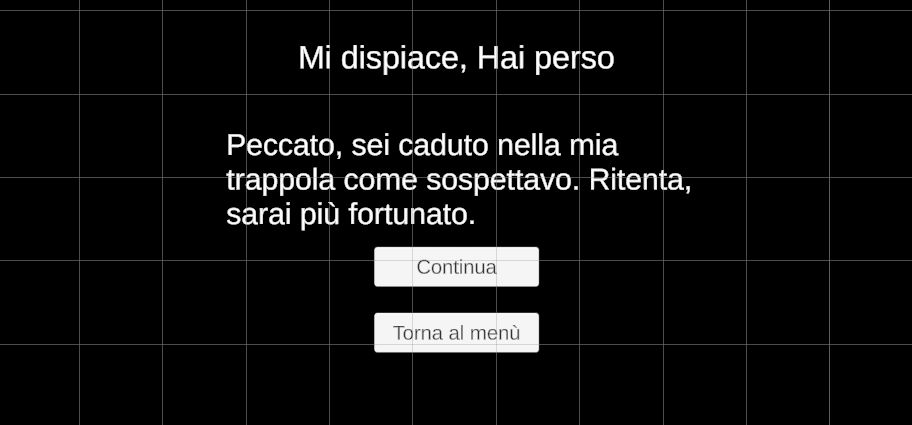 Mi dispiace, Hai perso
Peccato, sei caduto nella mia
trappola come sospettavo. Ritenta,
sarai più fortunato.
Continua
Torna al menù